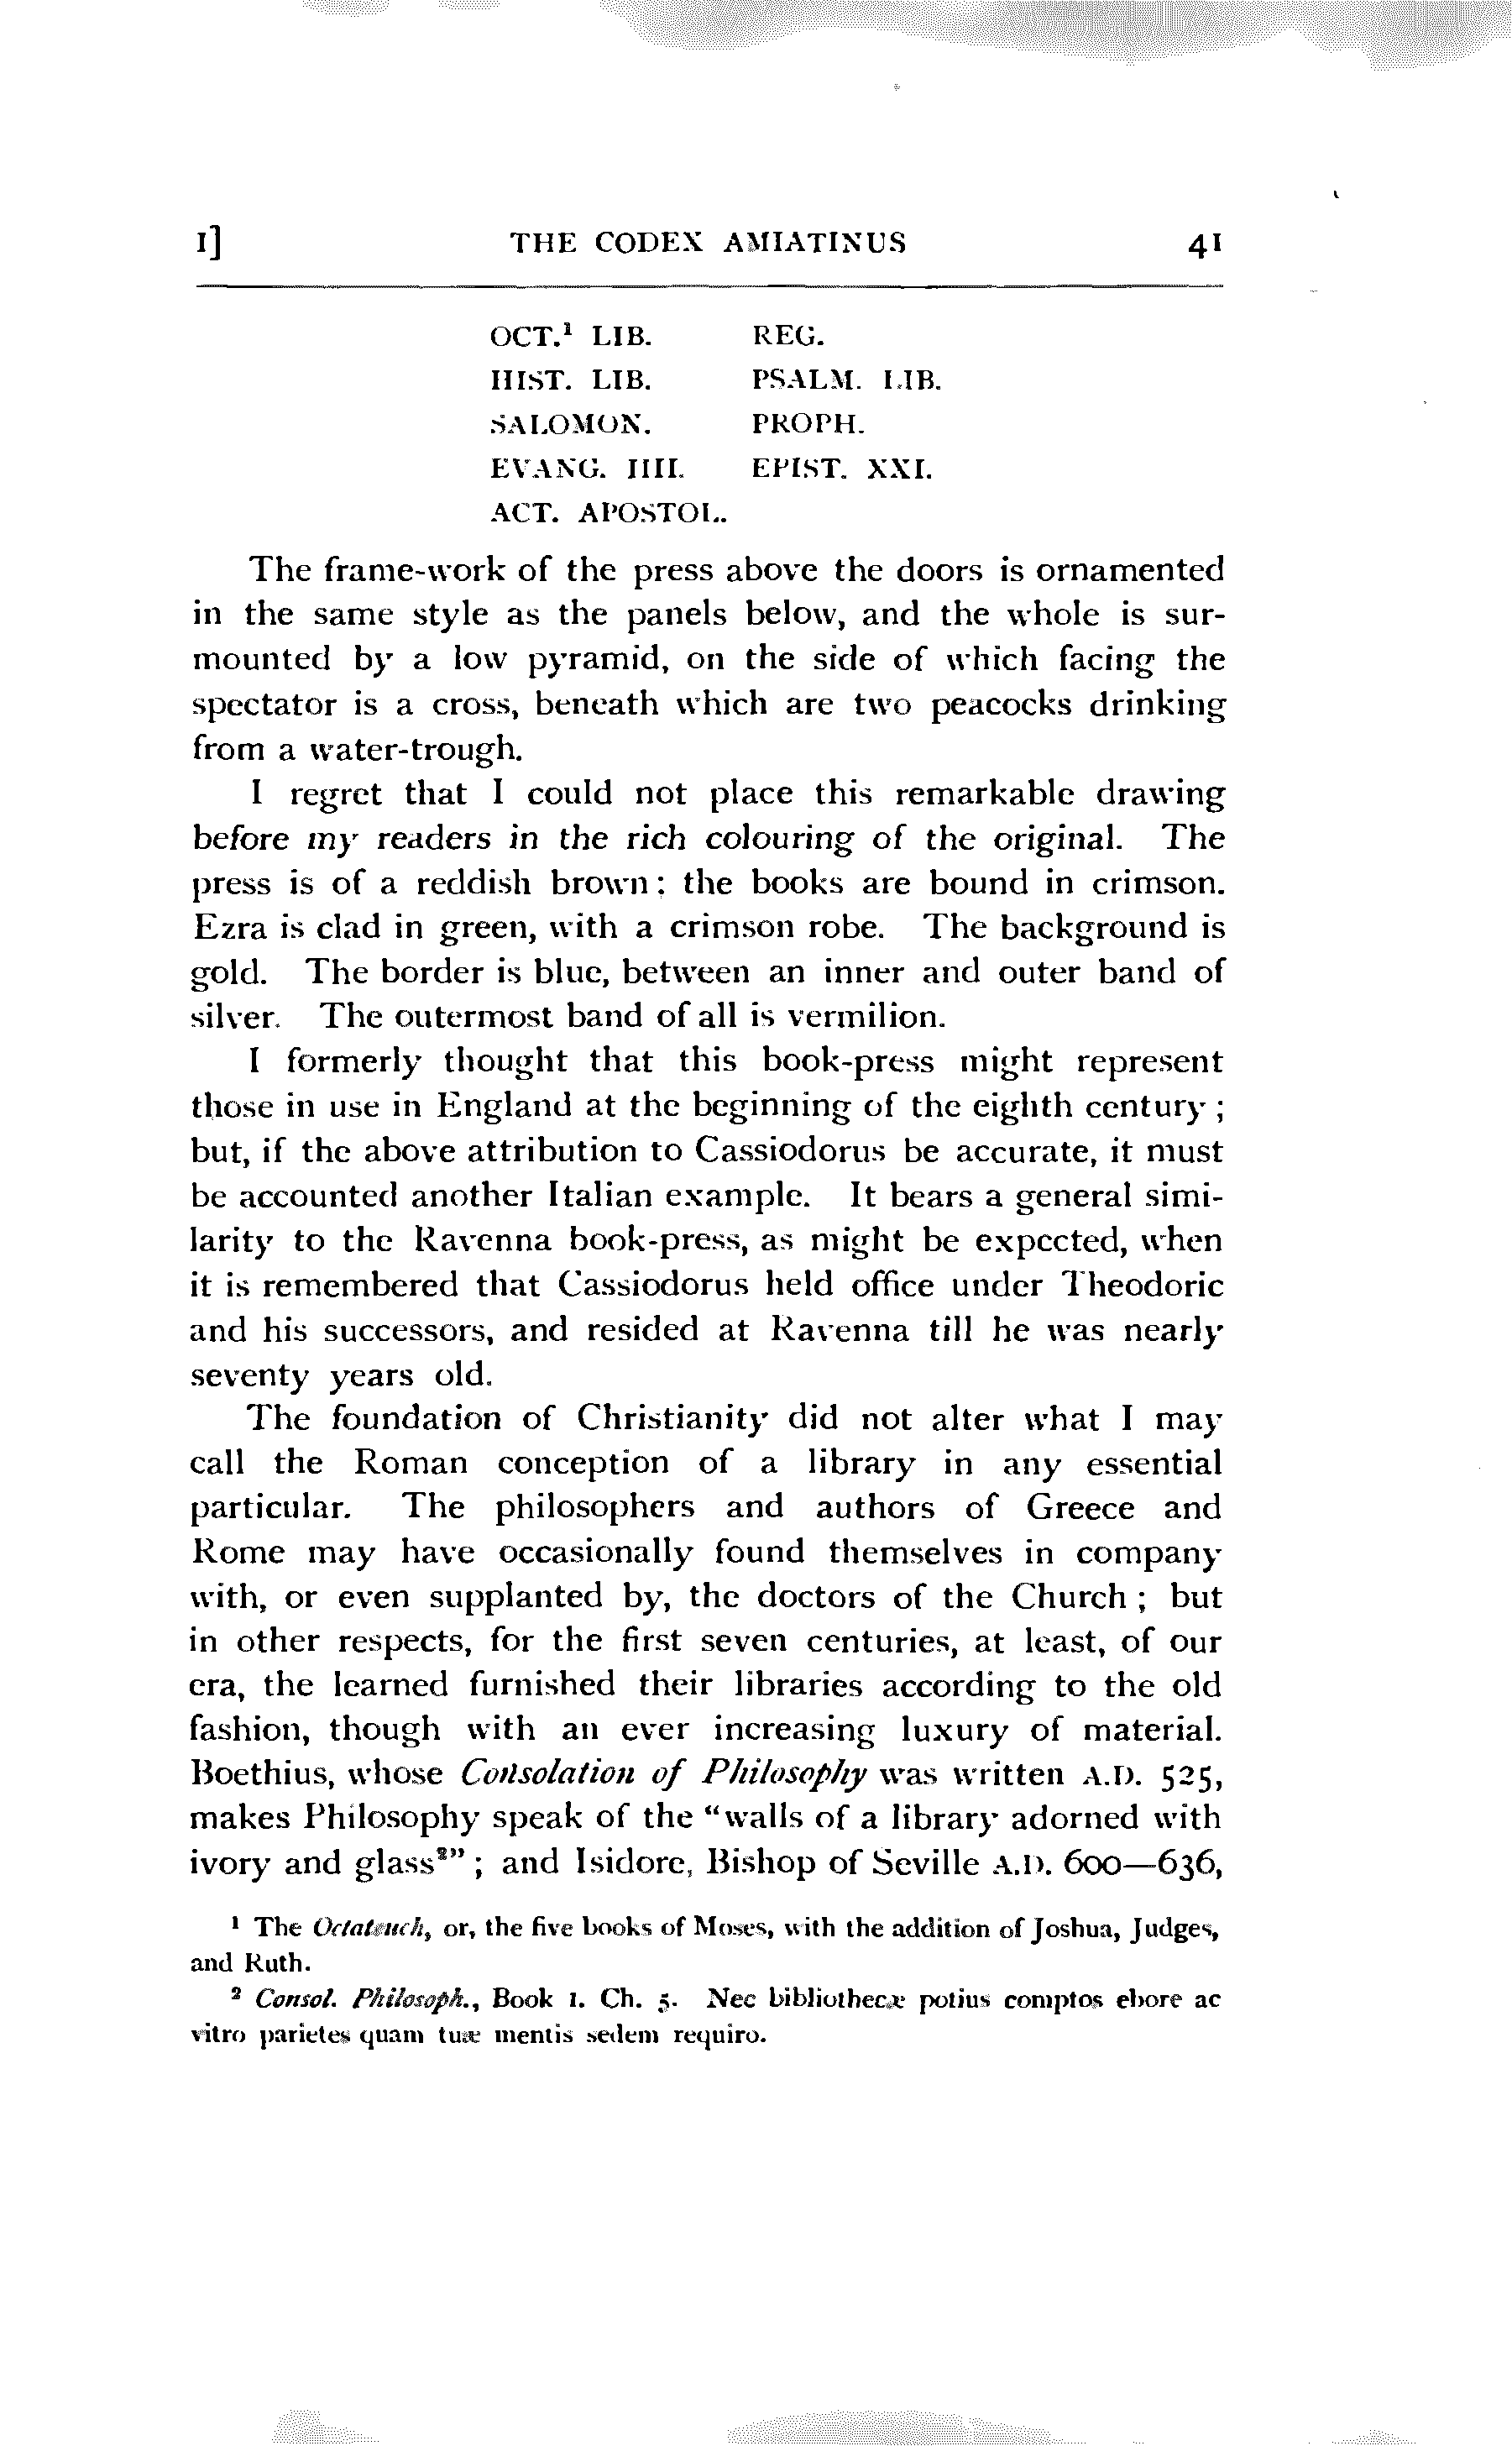 I] THE CODEX AMIATINUS 41
OCT.¹ LIB. REG.
HIST. LIB. PSALM. LIB.
SALOMON. PROPH.
EVANG. IIII. EPIST. XXI.
ACT. APOSTOL.
The frame-work of the press above the doors is ornamented
in the same style as the panels below, and the whole is sur-
mounted by a low pyramid, on the side of which facing the
spectator is a cross, beneath which are two peacocks drinking
from a water-trough.
I regret that I could not place this remarkable drawing
before my readers in the rich colouring of the original. The
press is of a reddish brown: the books are bound in crimson.
Ezra is clad in green, with a crimson robe. The background is
gold. The border is blue, between an inner and outer band of
silver. The outermost band of all is vermilion.
I formerly thought that this book-press might represent
those in use in England at the beginning of the eighth century;
but, if the above attribution to Cassiodorus be accurate, it must
be accounted another Italian example. It bears a general simi-
larity to the Ravenna book-press, as might be expected, when
it is remembered that Cassiodorus held office under Theodoric
and his successors, and resided at Ravenna till he was nearly
seventy years old.
The foundation of Christianity did not alter what I may
call the Roman conception of a library in any essential
particular. The philosophers and authors of Greece and
Rome may have occasionally found themselves in company
with, or even supplanted by, the doctors of the Church; but
in other respects, for the first seven centuries, at least, of our
era, the learned furnished their libraries according to the old
fashion, though with an ever increasing luxury of material.
Boethius, whose Consolation of Philosophy was written A.D. 525,
makes Philosophy speak of the "walls of a library adorned with
ivory and glass²"; and Isidore, Bishop of Seville A.D. 600—636,
¹ The Octateuch, or, the five books of Moses, with the addition of Joshua, Judges,
and Ruth.
² Consol. Philosoph., Book I. Ch. 5. Nec bibliothecæ potius comptos ebore ac
vitro parietes quam tuæ mentis sedem requiro.